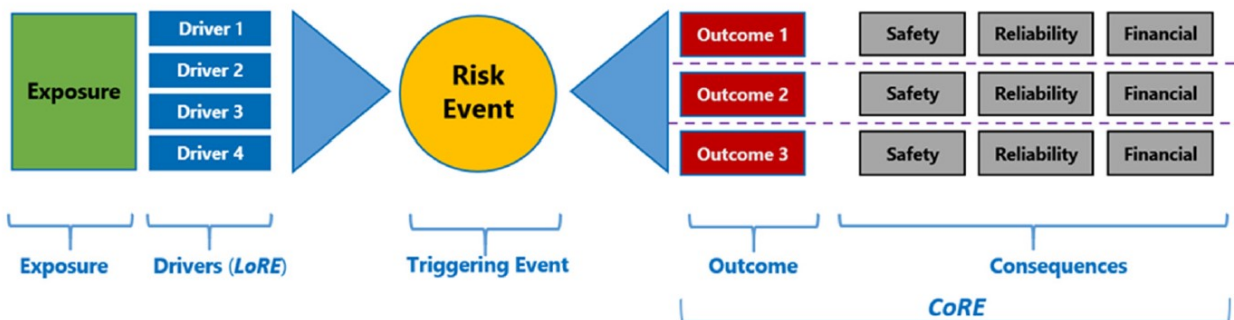 Exposure
Driver 1
Driver 2
Driver 3
Driver 4
Risk
Event
Outcome 1
Outcome 2
Outcome 3
Safety
Reliability
Financial
Safety
Reliability
Financial
Safety
Reliability
Financial
Exposure
Drivers (LoRE)
Triggering Event
Outcome
Consequences
CoRE